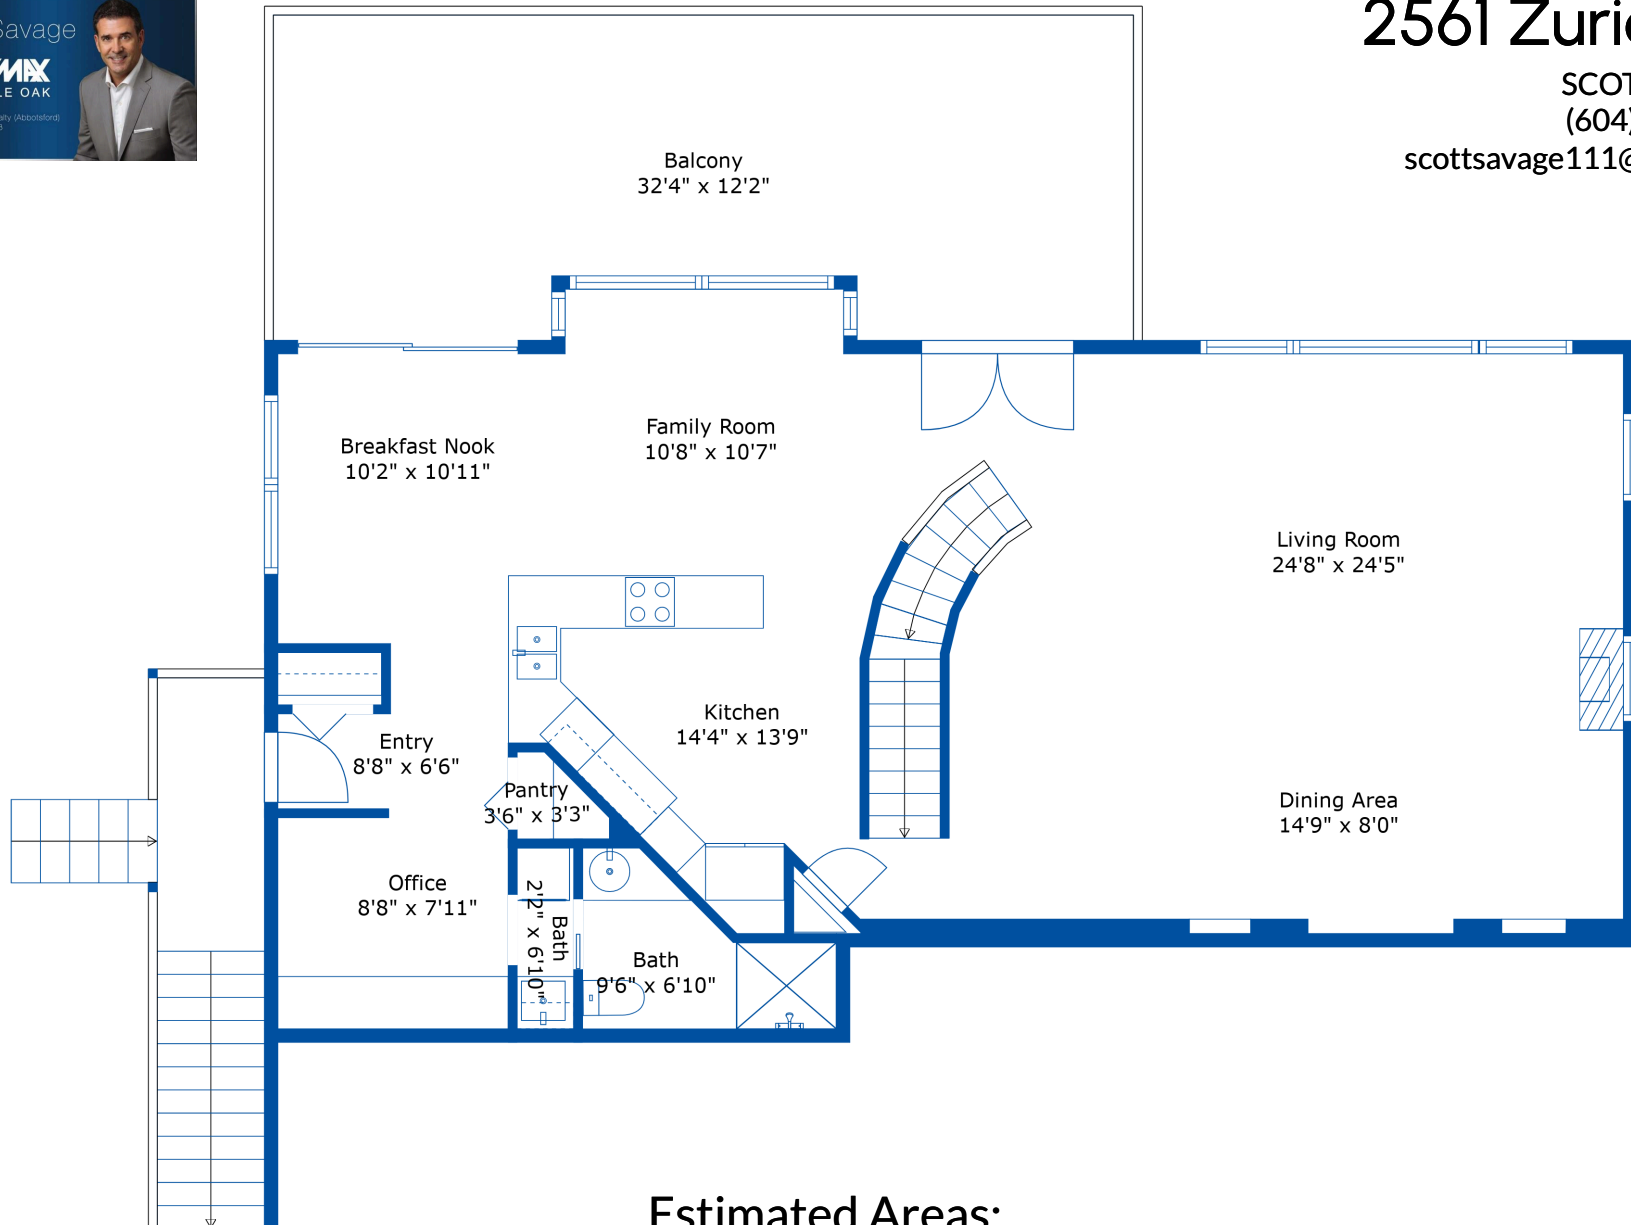 Savage
MAX
LE OAK
alty (Abbotsford)
2561 Zuri
SCOT
(604)
scottsavage111@
Balcony
32'4" x 12'2"
Breakfast Nook
10'2" x 10'11"
Family Room
10'8" x 10'7"
Living Room
24'8" x 24'5"
Kitchen
14'4" x 13'9"
Entry
8'8" x 6'6"
Pantry
3'6" x 3'3"
Dining Area
14'9" x 8'0"
Office
8'8" x 7'11"
Bath
2'2" x 6'10"
Bath
9'6" x 6'10"
Estimated Areas: